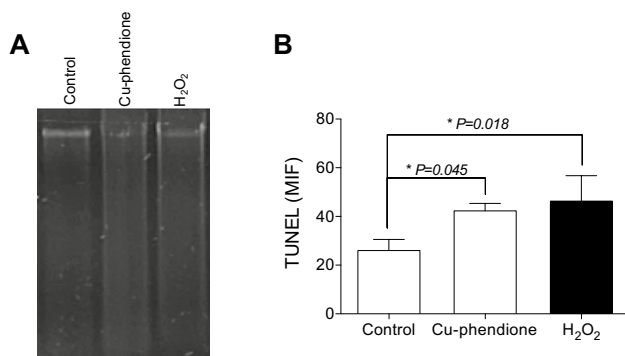 A
Control
Cu-phendione
H₂O₂
B
TUNEL (MIF)
80
60
40
20
0
* P=0.018
* P=0.045
Control
Cu-phendione
H₂O₂